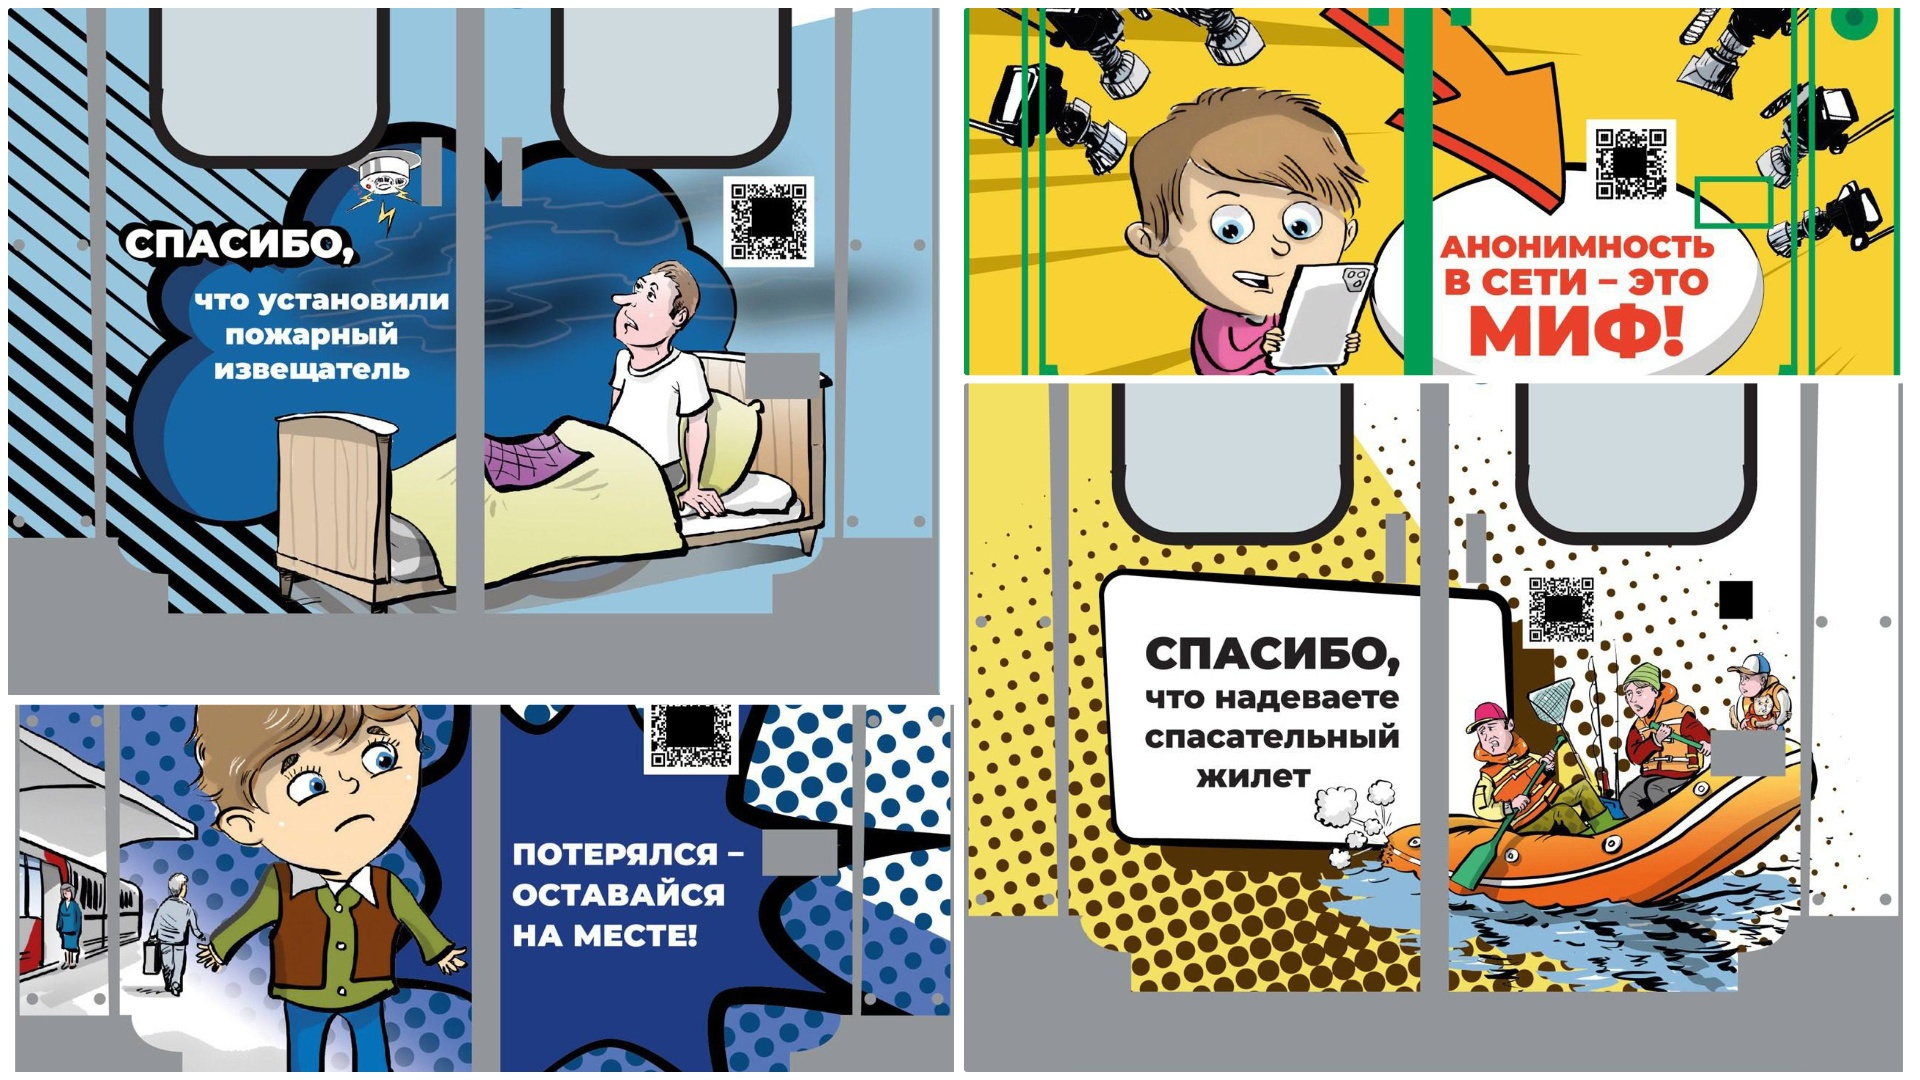 СПАСИБО,
что установили
пожарный
извещатель
АНОНИМНОСТЬ
В СЕТИ – ЭТО
МИФ!
ПОТЕРЯЛСЯ –
ОСТАВАЙСЯ
НА МЕСТЕ!
СПАСИБО,
что надеваете
спасательный
жилет